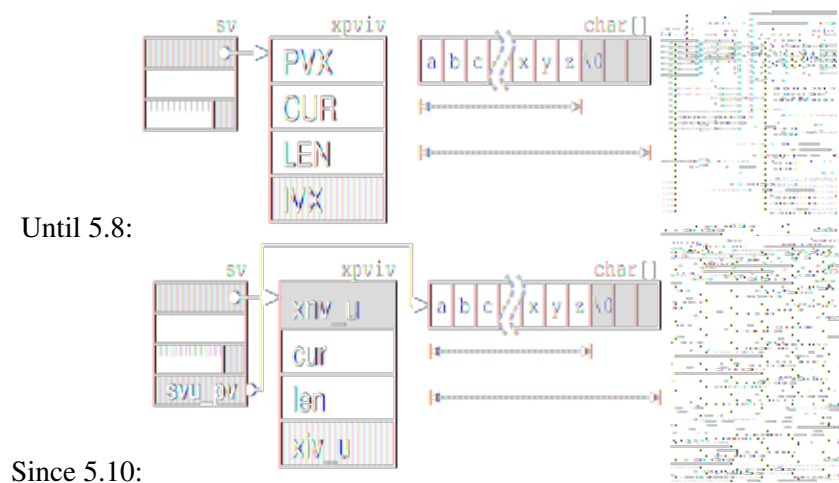 sv xpviv char[]
PVX
a b c x y z \0
CUR
LEN
IVX
Until 5.8:
sv xpviv char[]
xnv_u
a b c x y z \0
cur
svu_pv
len
xiv_u
Since 5.10: